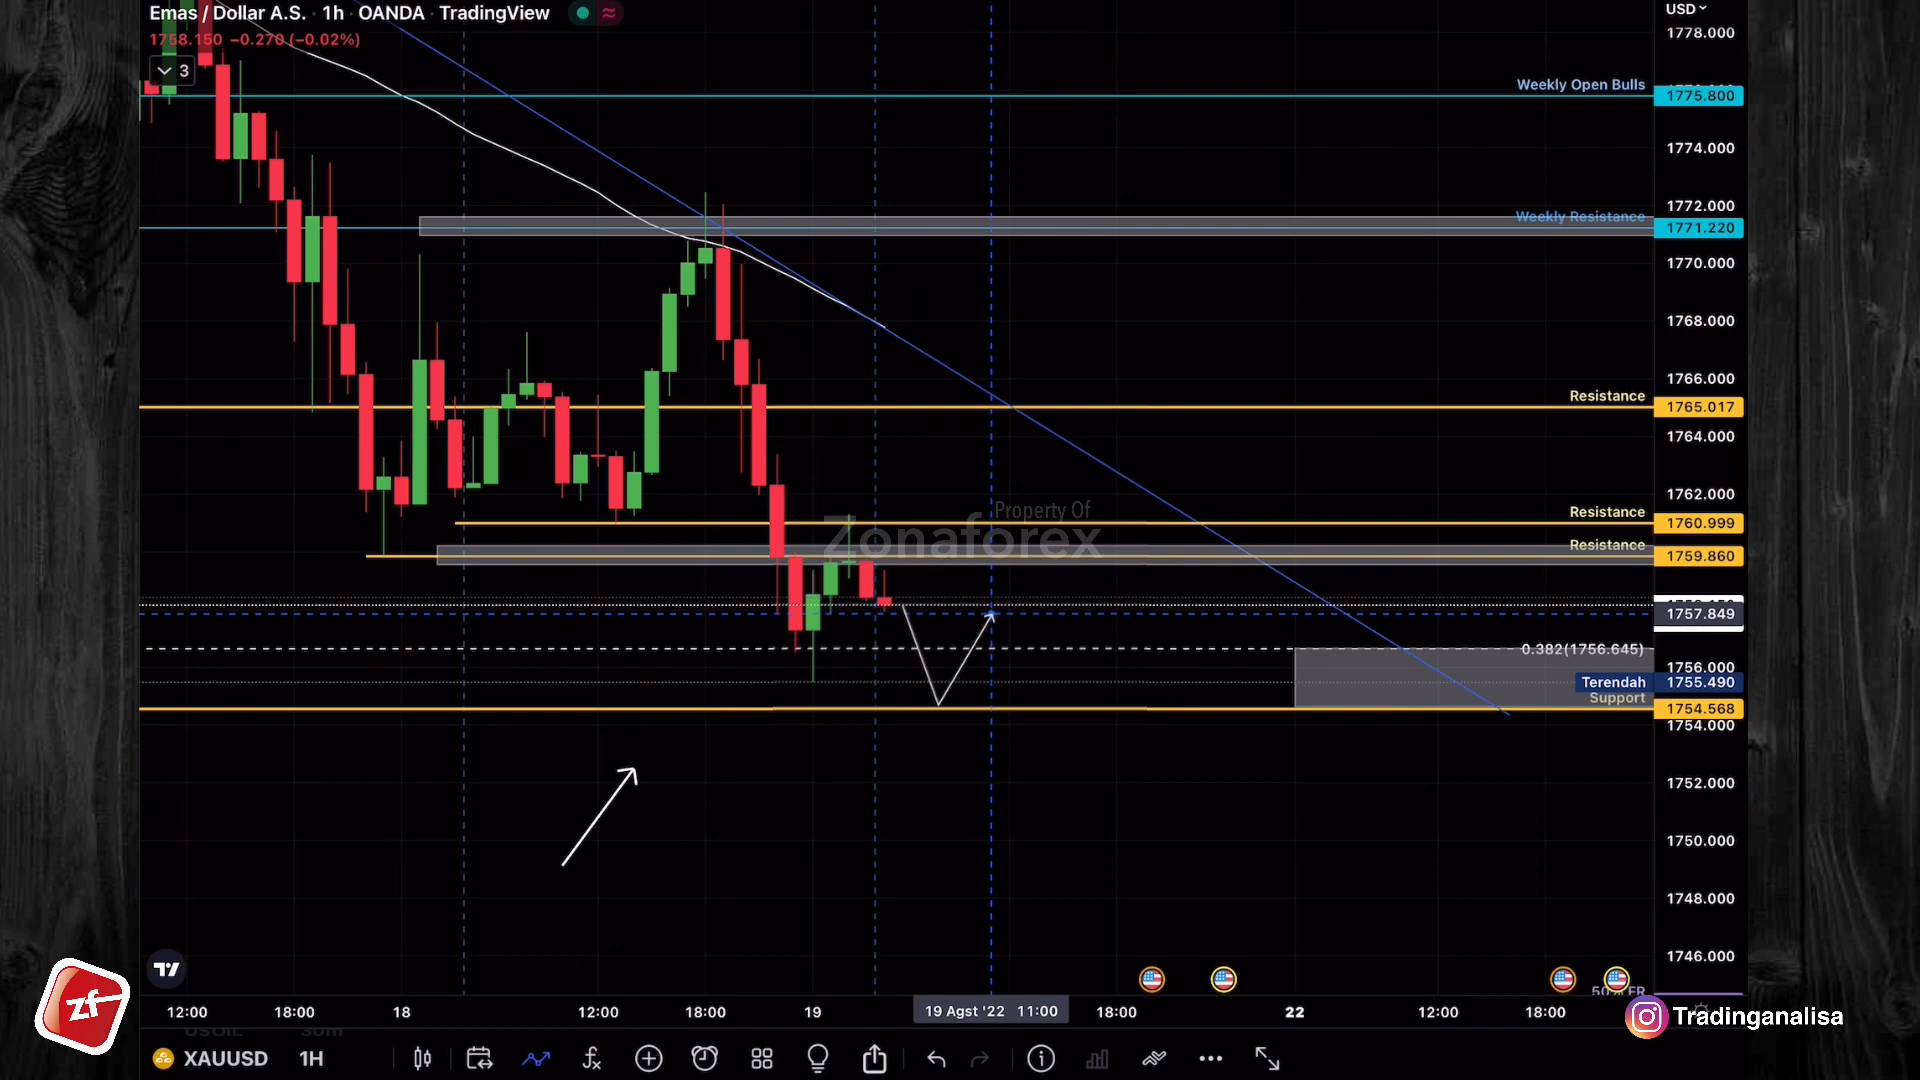 Emas / Dollar A.S. · 1h · OANDA · TradingView
USD
1758.150 −0.270 (−0.02%)
3
1778.000
Weekly Open Bulls
1775.800
1774.000
1772.000
Weekly Resistance
1771.220
1770.000
1768.000
1766.000
Resistance
1765.017
1764.000
1762.000
Property Of
Zonaforex
Resistance
1760.999
Resistance
1759.860
1757.849
0.382(1756.645)
1756.000
Terendah
1755.490
Support
1754.568
1754.000
1752.000
1750.000
1748.000
1746.000
zf
12:00
18:00
18
12:00
18:00
19
19 Agst '22 11:00
18:00
22
12:00
18:00
Tradinganalisa
XAUUSD
1H